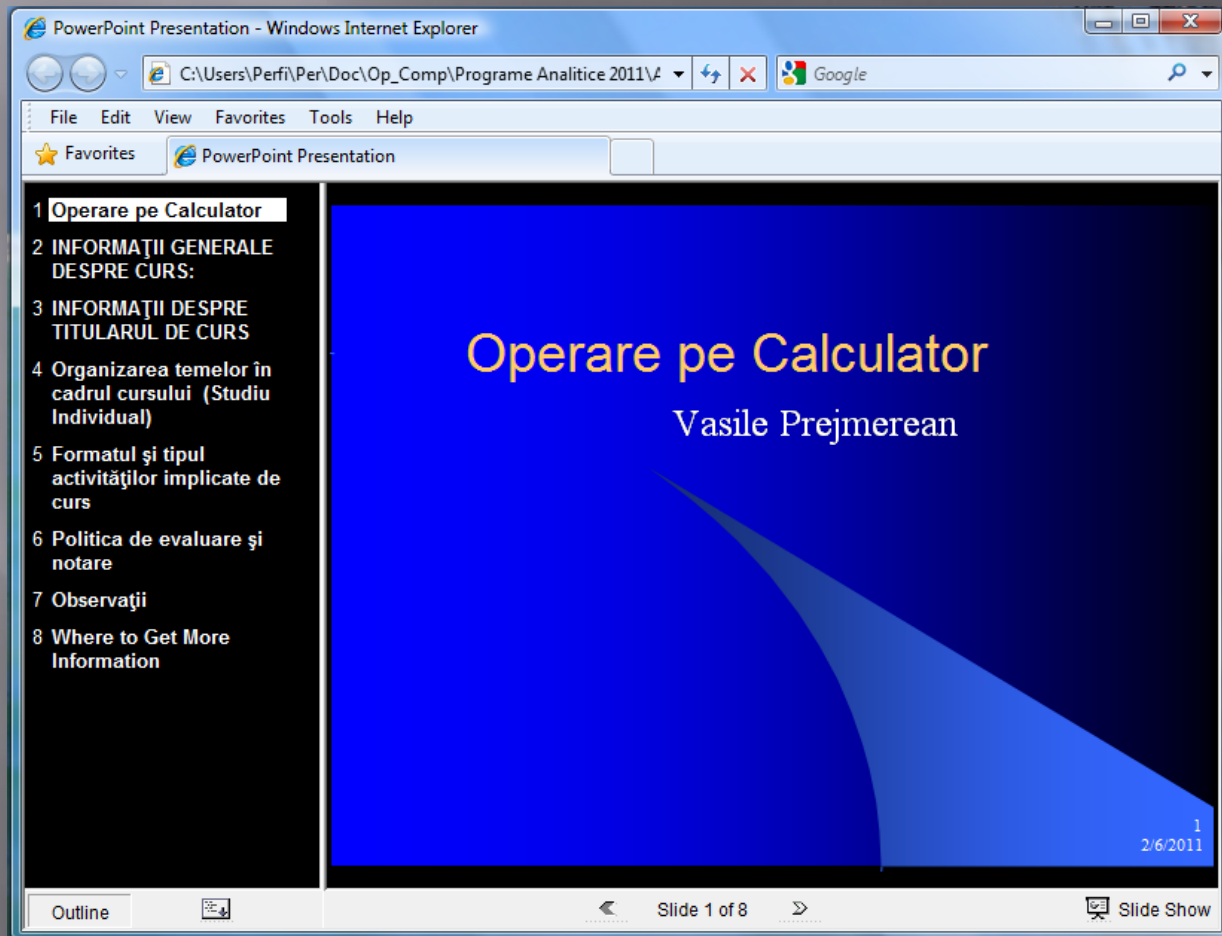 PowerPoint Presentation - Windows Internet Explorer
C:\Users\Perfi\Per\Doc\Op_Comp\Programe Analitice 2011\A
Google
File Edit View Favorites Tools Help
Favorites
PowerPoint Presentation
1 Operare pe Calculator
2 INFORMAŢII GENERALE
DESPRE CURS:
3 INFORMAŢII DESPRE
TITULARUL DE CURS
4 Organizarea temelor în
cadrul cursului (Studiu
Individual)
5 Formatul şi tipul
activităţilor implicate de
curs
6 Politica de evaluare şi
notare
7 Observaţii
8 Where to Get More
Information
Operare pe Calculator
Vasile Prejmerean
1
2/6/2011
Outline
Slide 1 of 8
Slide Show